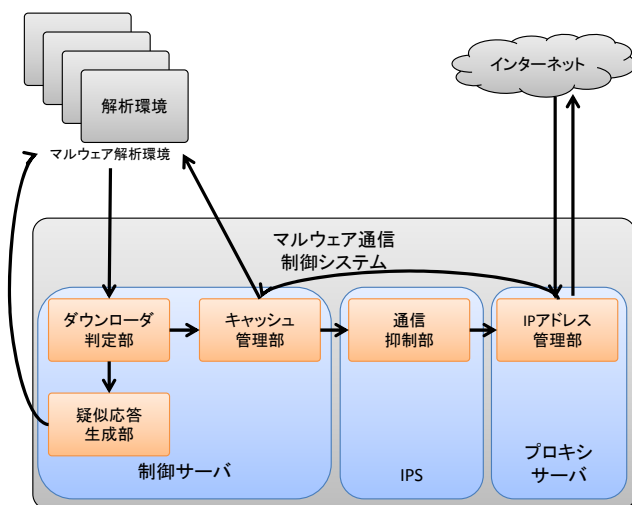 インターネット
解析環境
マルウェア解析環境
マルウェア通信
制御システム
ダウンローダ
判定部
キャッシュ
管理部
通信
抑制部
IPアドレス
管理部
疑似応答
生成部
制御サーバ
IPS
プロキシ
サーバ